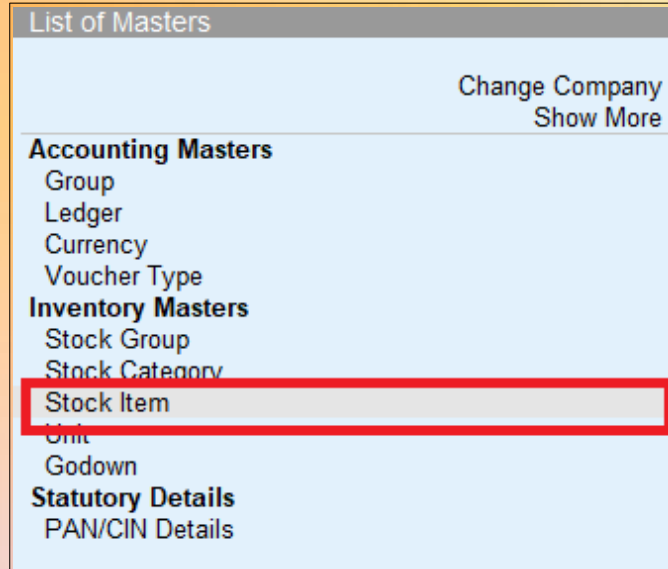 List of Masters
Change Company
Show More
Accounting Masters
Group
Ledger
Currency
Voucher Type
Inventory Masters
Stock Group
Stock Category
Stock Item
Unit
Godown
Statutory Details
PAN/CIN Details